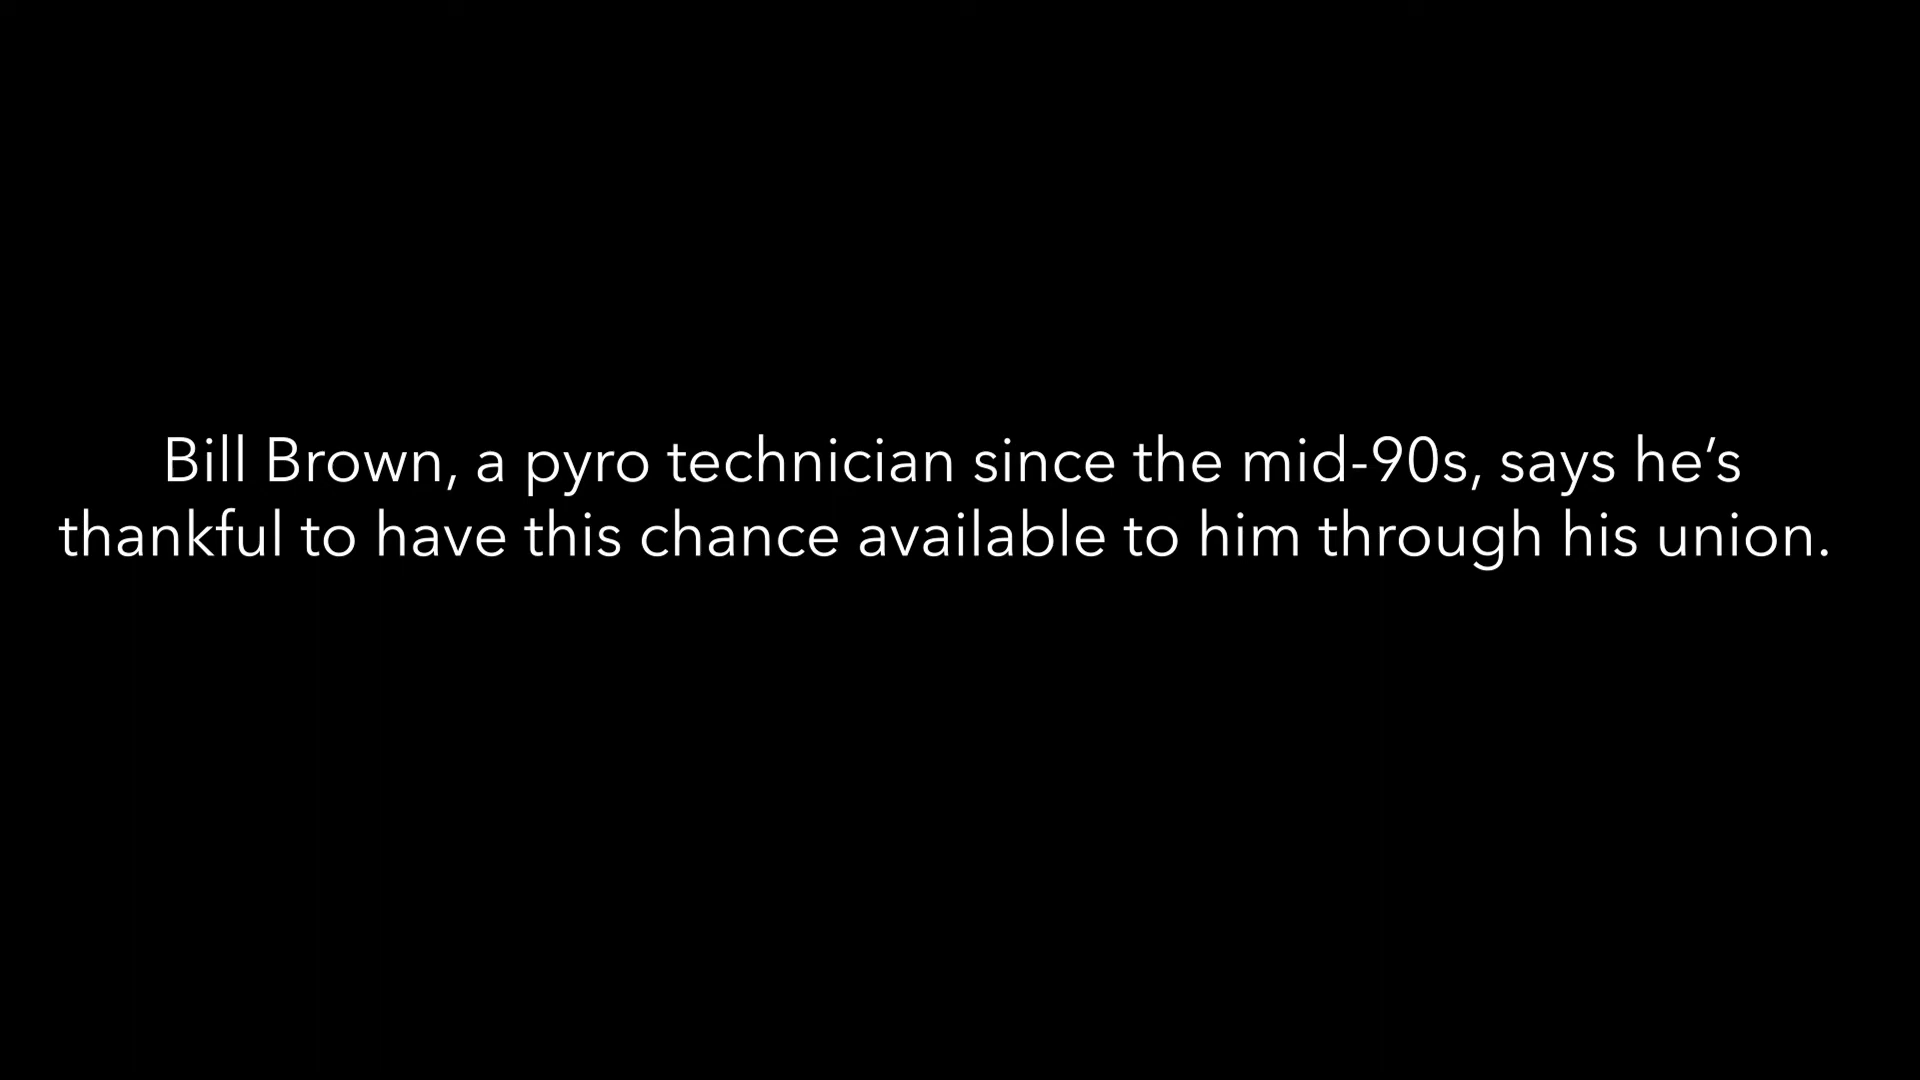 Bill Brown, a pyro technician since the mid-90s, says he’s
thankful to have this chance available to him through his union.